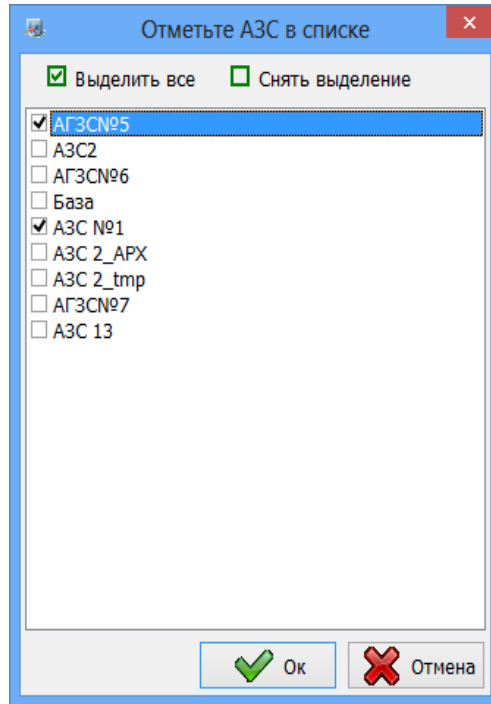 Отметьте АЗС в списке
Выделить все Снять выделение
АГЗС№5
АЗС2
АГЗС№6
База
АЗС №1
АЗС 2_АРХ
АЗС 2_tmp
АГЗС№7
АЗС 13
Ок Отмена